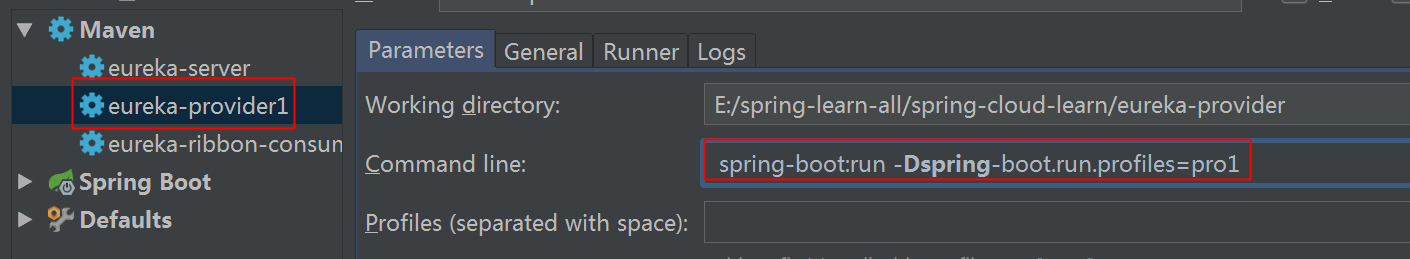 Maven
eureka-server
eureka-provider1
eureka-ribbon-consum
Spring Boot
Defaults
Parameters General Runner Logs
Working directory: E:/spring-learn-all/spring-cloud-learn/eureka-provider
Command line: spring-boot:run -Dspring-boot.run.profiles=pro1
Profiles (separated with space):